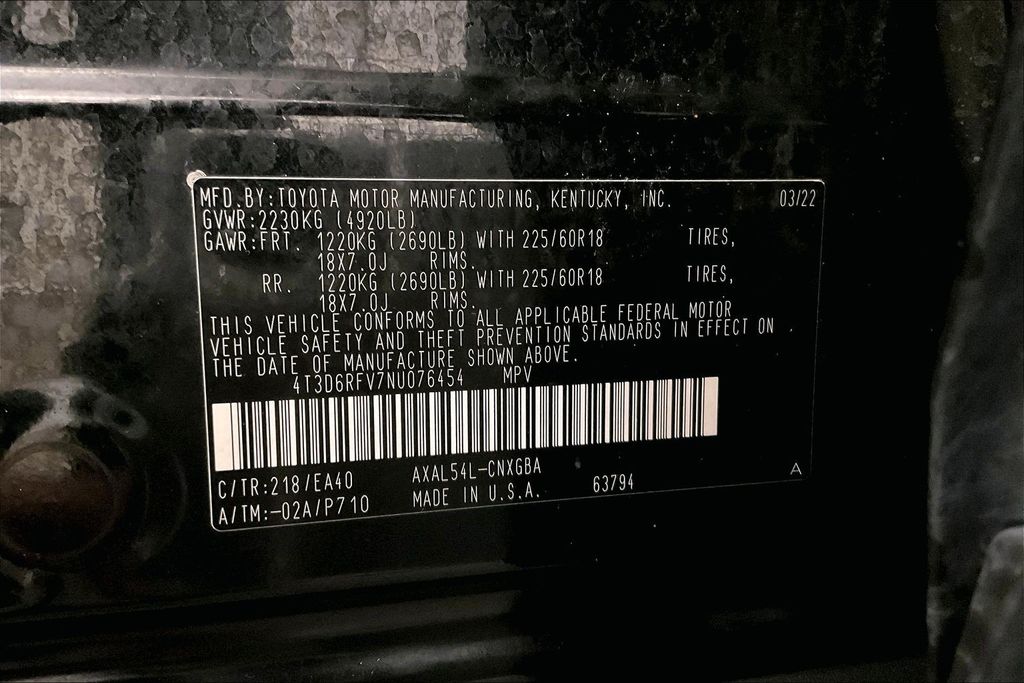 MFD.BY:TOYOTA MOTOR MANUFACTURING, KENTUCKY, INC. 03/22
GVWR:2230KG (4920LB)
GAWR:FRT. 1220KG (2690LB) WITH 225/60R18 TIRES,
18X7.0J RIMS.
RR. 1220KG (2690LB) WITH 225/60R18 TIRES,
18X7.0J RIMS.
THIS VEHICLE CONFORMS TO ALL APPLICABLE FEDERAL MOTOR
VEHICLE SAFETY AND THEFT PREVENTION STANDARDS IN EFFECT ON
THE DATE OF MANUFACTURE SHOWN ABOVE.
4T3D6RFV7NU076454 MPV
C/TR:218/EA40 AXAL54L-CNXGBA
A/TM:-02A/P710 MADE IN U.S.A. 63794 A